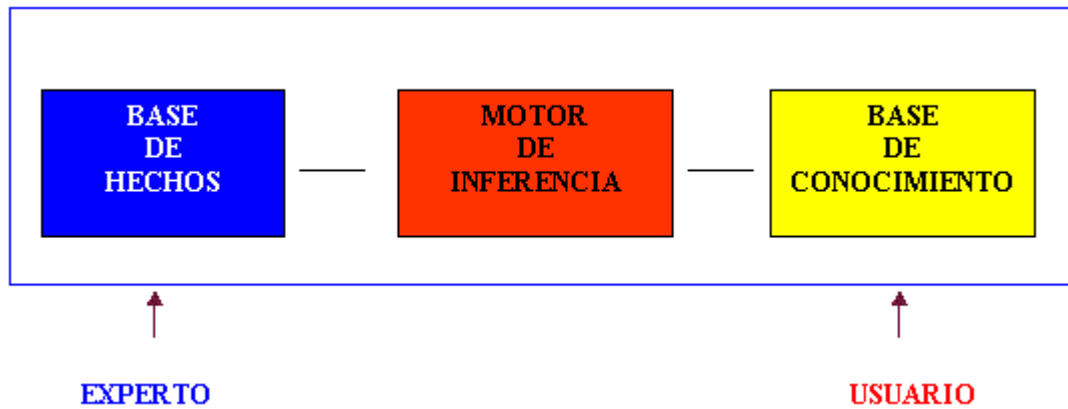 BASE
DE
HECHOS
MOTOR
DE
INFERENCIA
BASE
DE
CONOCIMIENTO
EXPERTO
USUARIO